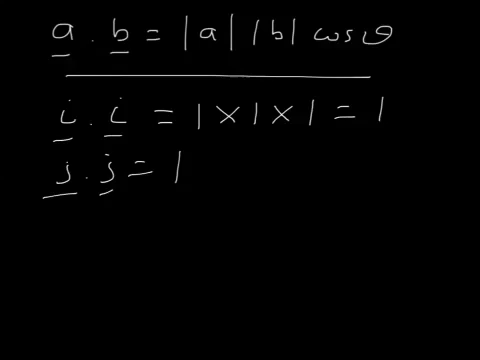 a . b = |a| |b| cos θ
i . i = 1 × 1 × 1 = 1
j . j = 1